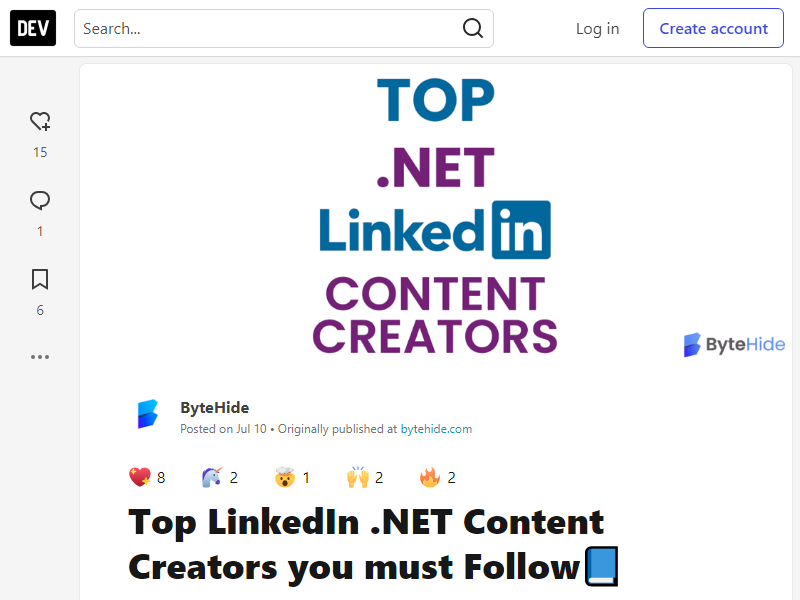 DEV
Search...
Log in
Create account
15
1
6
TOP
.NET
Linkedin
CONTENT
CREATORS
ByteHide
ByteHide
Posted on Jul 10 • Originally published at bytehide.com
8 2 1 2 2
Top LinkedIn .NET Content
Creators you must Follow